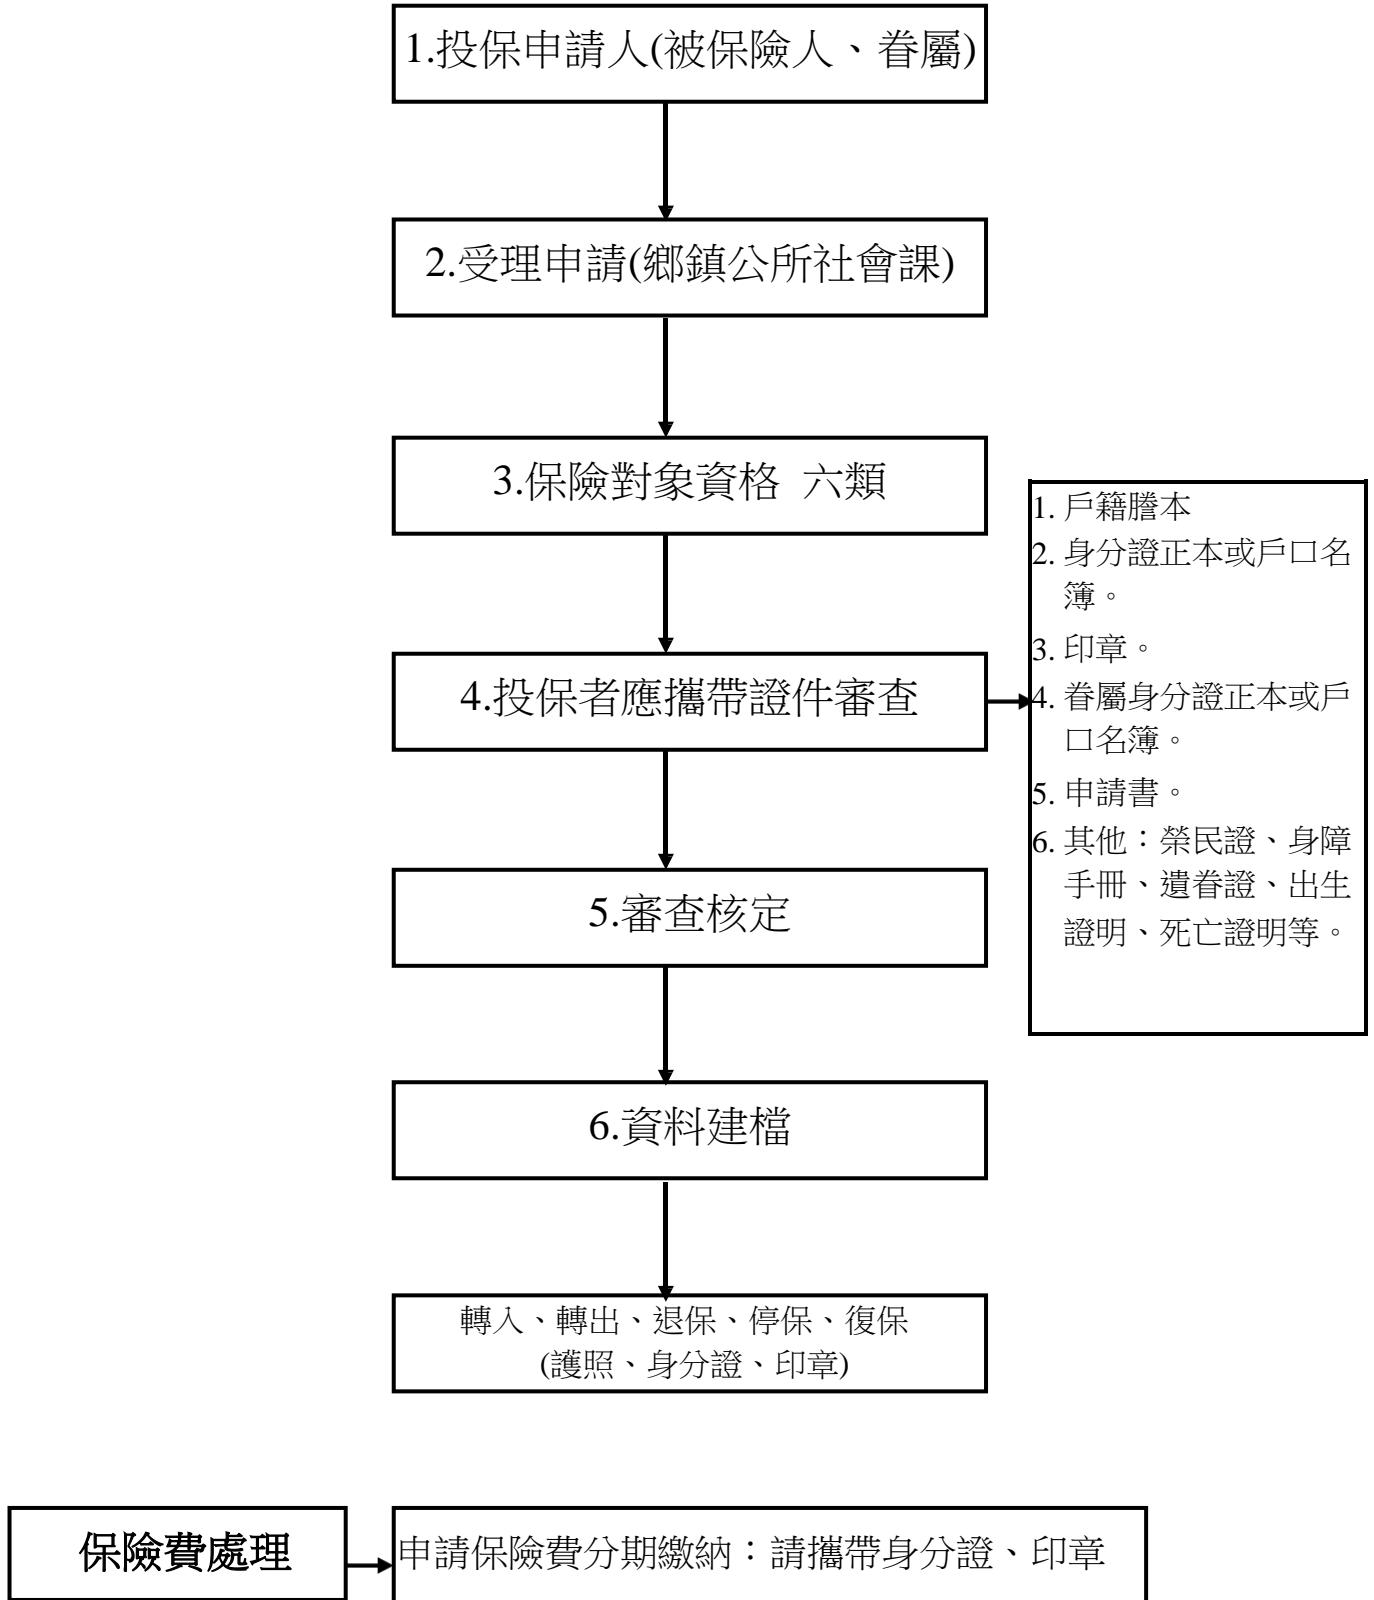 1.投保申請人(被保險人、眷屬)
2.受理申請(鄉鎮公所社會課)
3.保險對象資格 六類
4.投保者應攜帶證件審查
1. 戶籍謄本
2. 身分證正本或戶口名
簿。
3. 印章。
4. 眷屬身分證正本或戶
口名簿。
5. 申請書。
6. 其他：榮民證、身障
手冊、遺眷證、出生
證明、死亡證明等。
5.審查核定
6.資料建檔
轉入、轉出、退保、停保、復保
(護照、身分證、印章)
保險費處理
申請保險費分期繳納：請攜帶身分證、印章